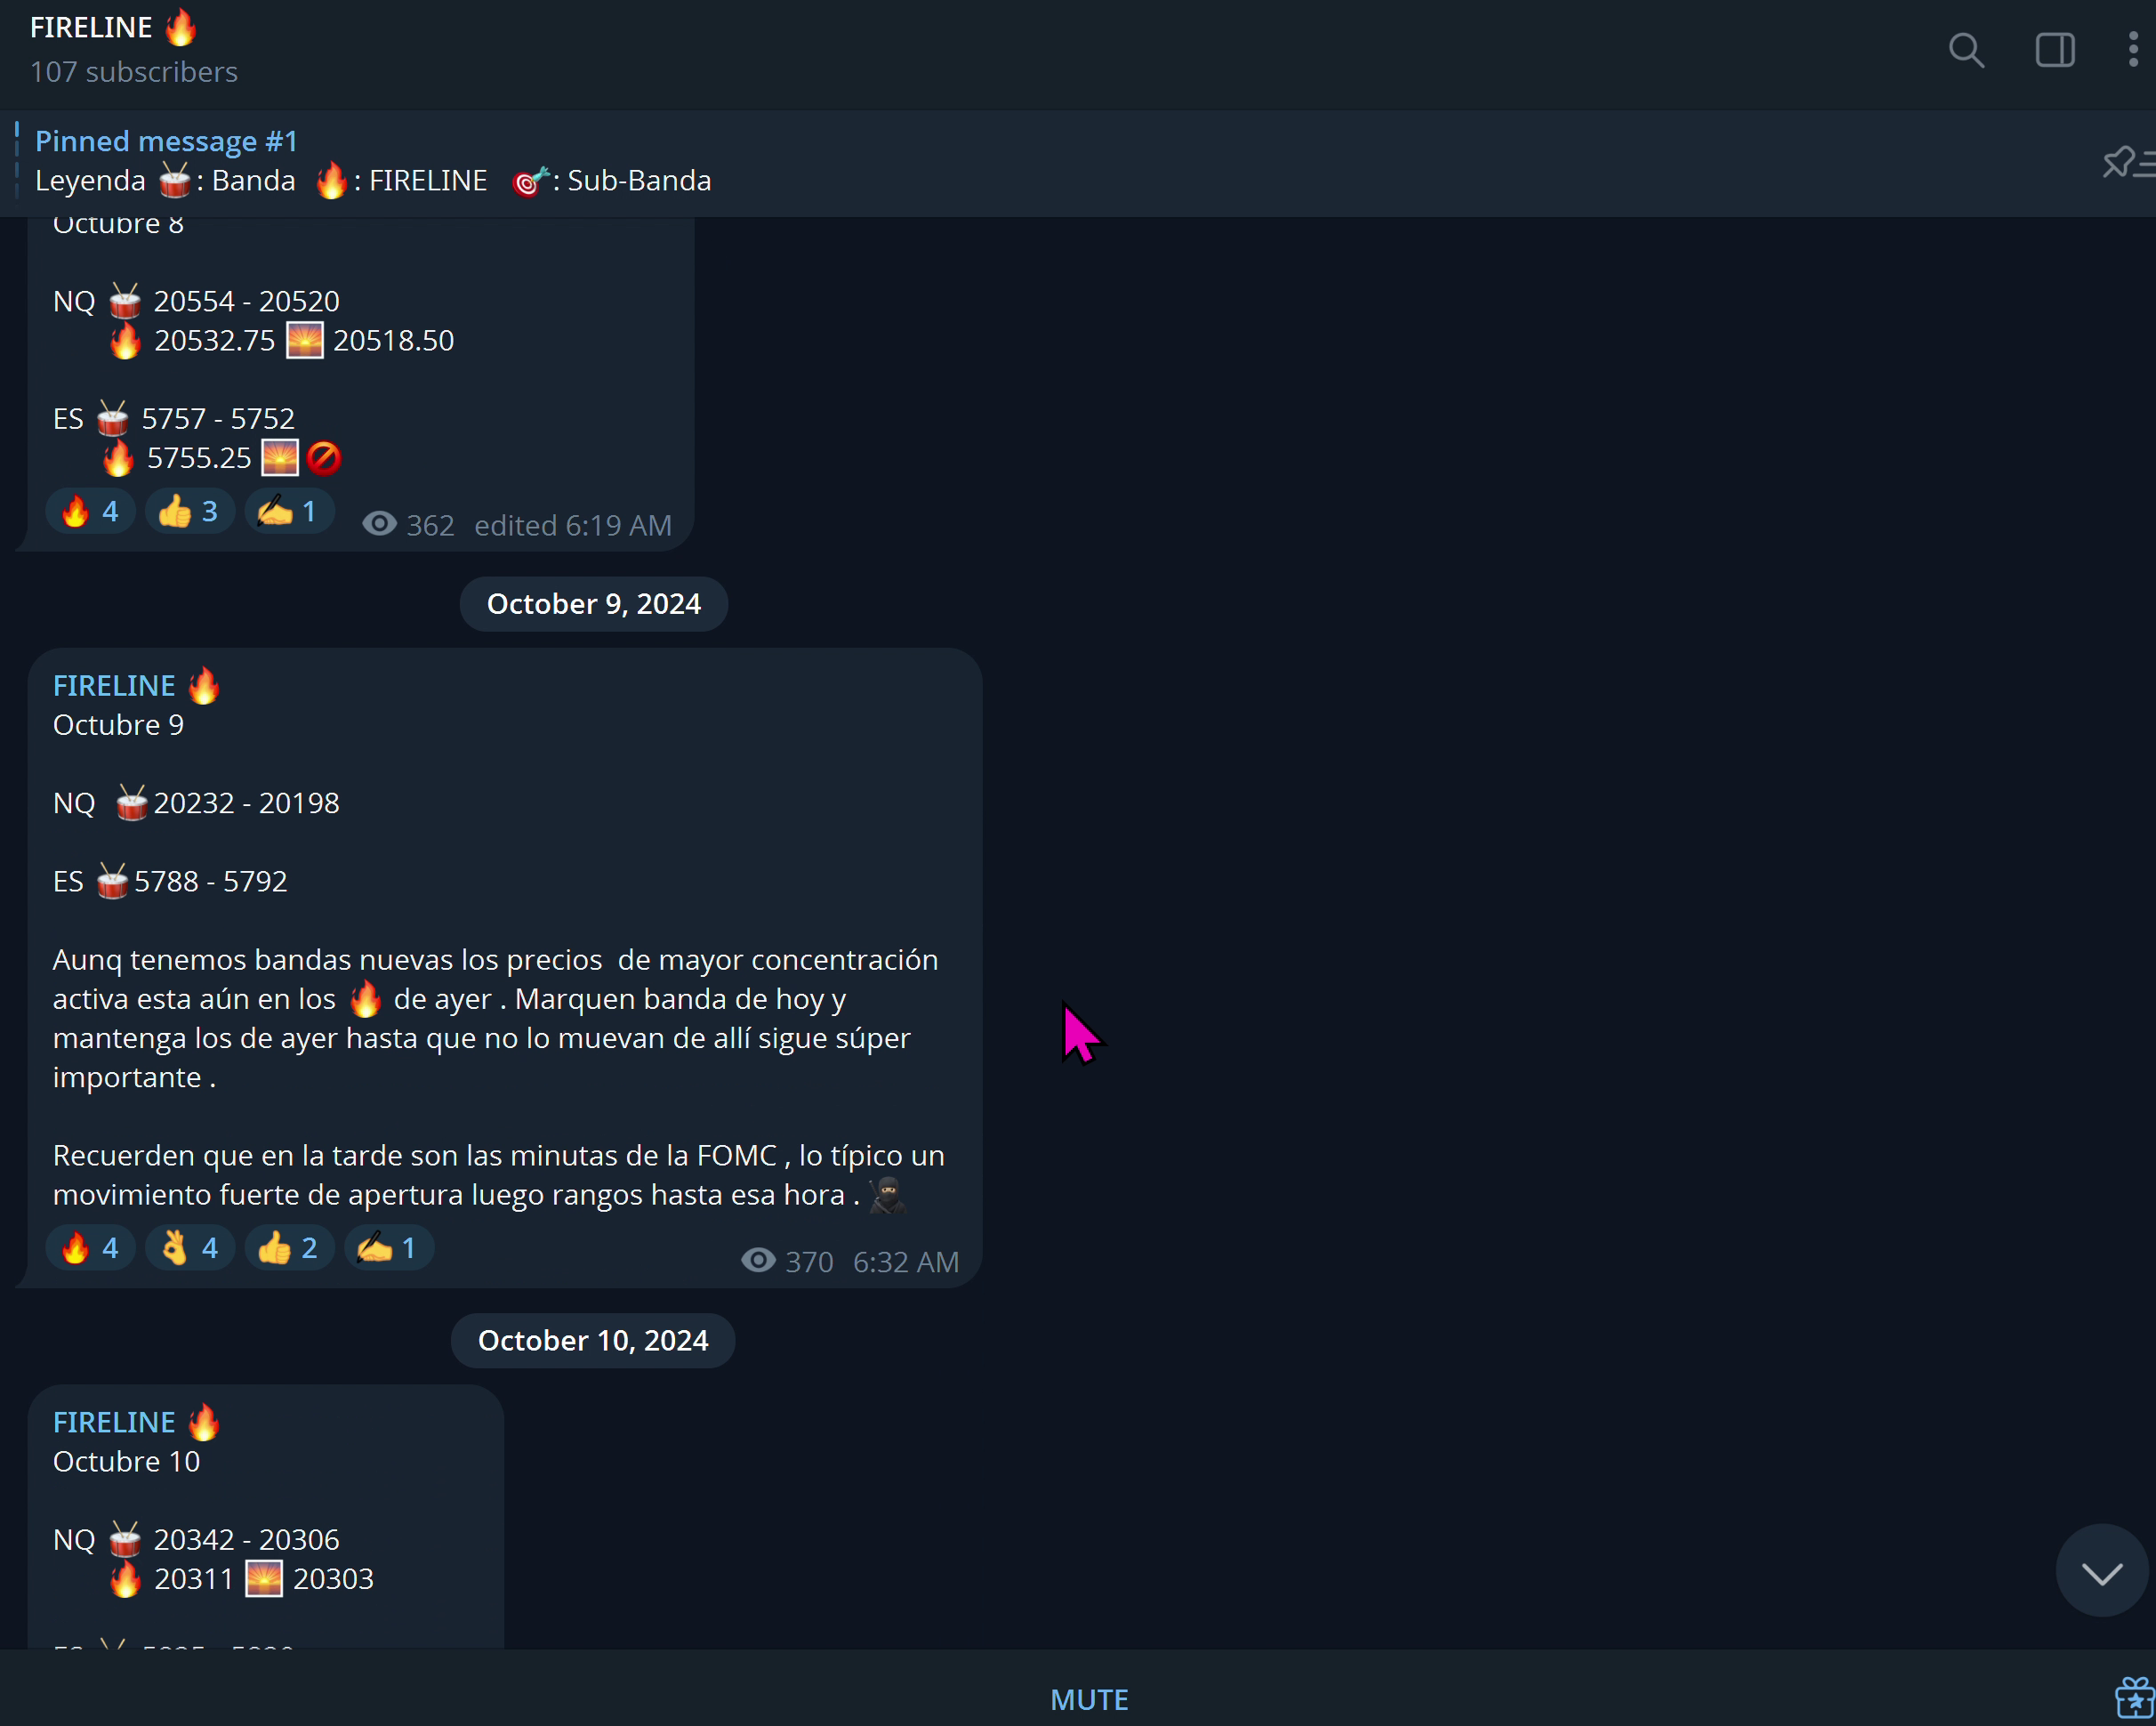 FIRELINE 🔥
107 subscribers
Pinned message #1
Leyenda 🥁: Banda 🔥: FIRELINE 🎯: Sub-Banda
Octubre 8
NQ 🥁 20554 - 20520
🔥 20532.75 🌅 20518.50
ES 🥁 5757 - 5752
🔥 5755.25 🌅🚫
🔥 4 👍 3 ✍ 1 362 edited 6:19 AM
October 9, 2024
FIRELINE 🔥
Octubre 9
NQ 🥁20232 - 20198
ES 🥁5788 - 5792
Aunq tenemos bandas nuevas los precios de mayor concentración
activa esta aún en los 🔥 de ayer . Marquen banda de hoy y
mantenga los de ayer hasta que no lo muevan de allí sigue súper
importante .
Recuerden que en la tarde son las minutas de la FOMC , lo típico un
movimiento fuerte de apertura luego rangos hasta esa hora . 🥷
🔥 4 👌 4 👍 2 ✍ 1 370 6:32 AM
October 10, 2024
FIRELINE 🔥
Octubre 10
NQ 🥁 20342 - 20306
🔥 20311 🌅 20303
MUTE